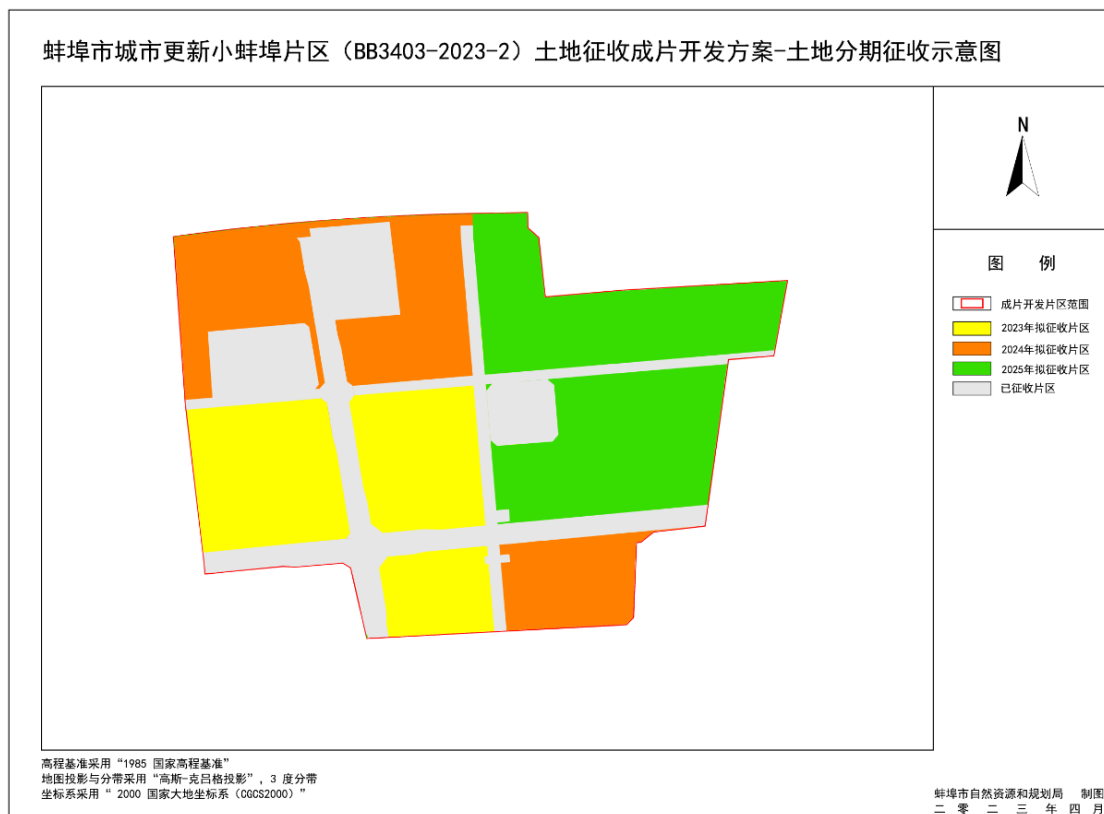 蚌埠市城市更新小蚌埠片区（BB3403-2023-2）土地征收成片开发方案-土地分期征收示意图
N
图 例
成片开发片区范围
2023年拟征收片区
2024年拟征收片区
2025年拟征收片区
已征收片区
高程基准采用“1985 国家高程基准”
地图投影与分带采用“高斯-克吕格投影”，3 度分带
坐标系采用“ 2000 国家大地坐标系（CGCS2000）”
蚌埠市自然资源和规划局 制图
二 零 二 三 年 四 月